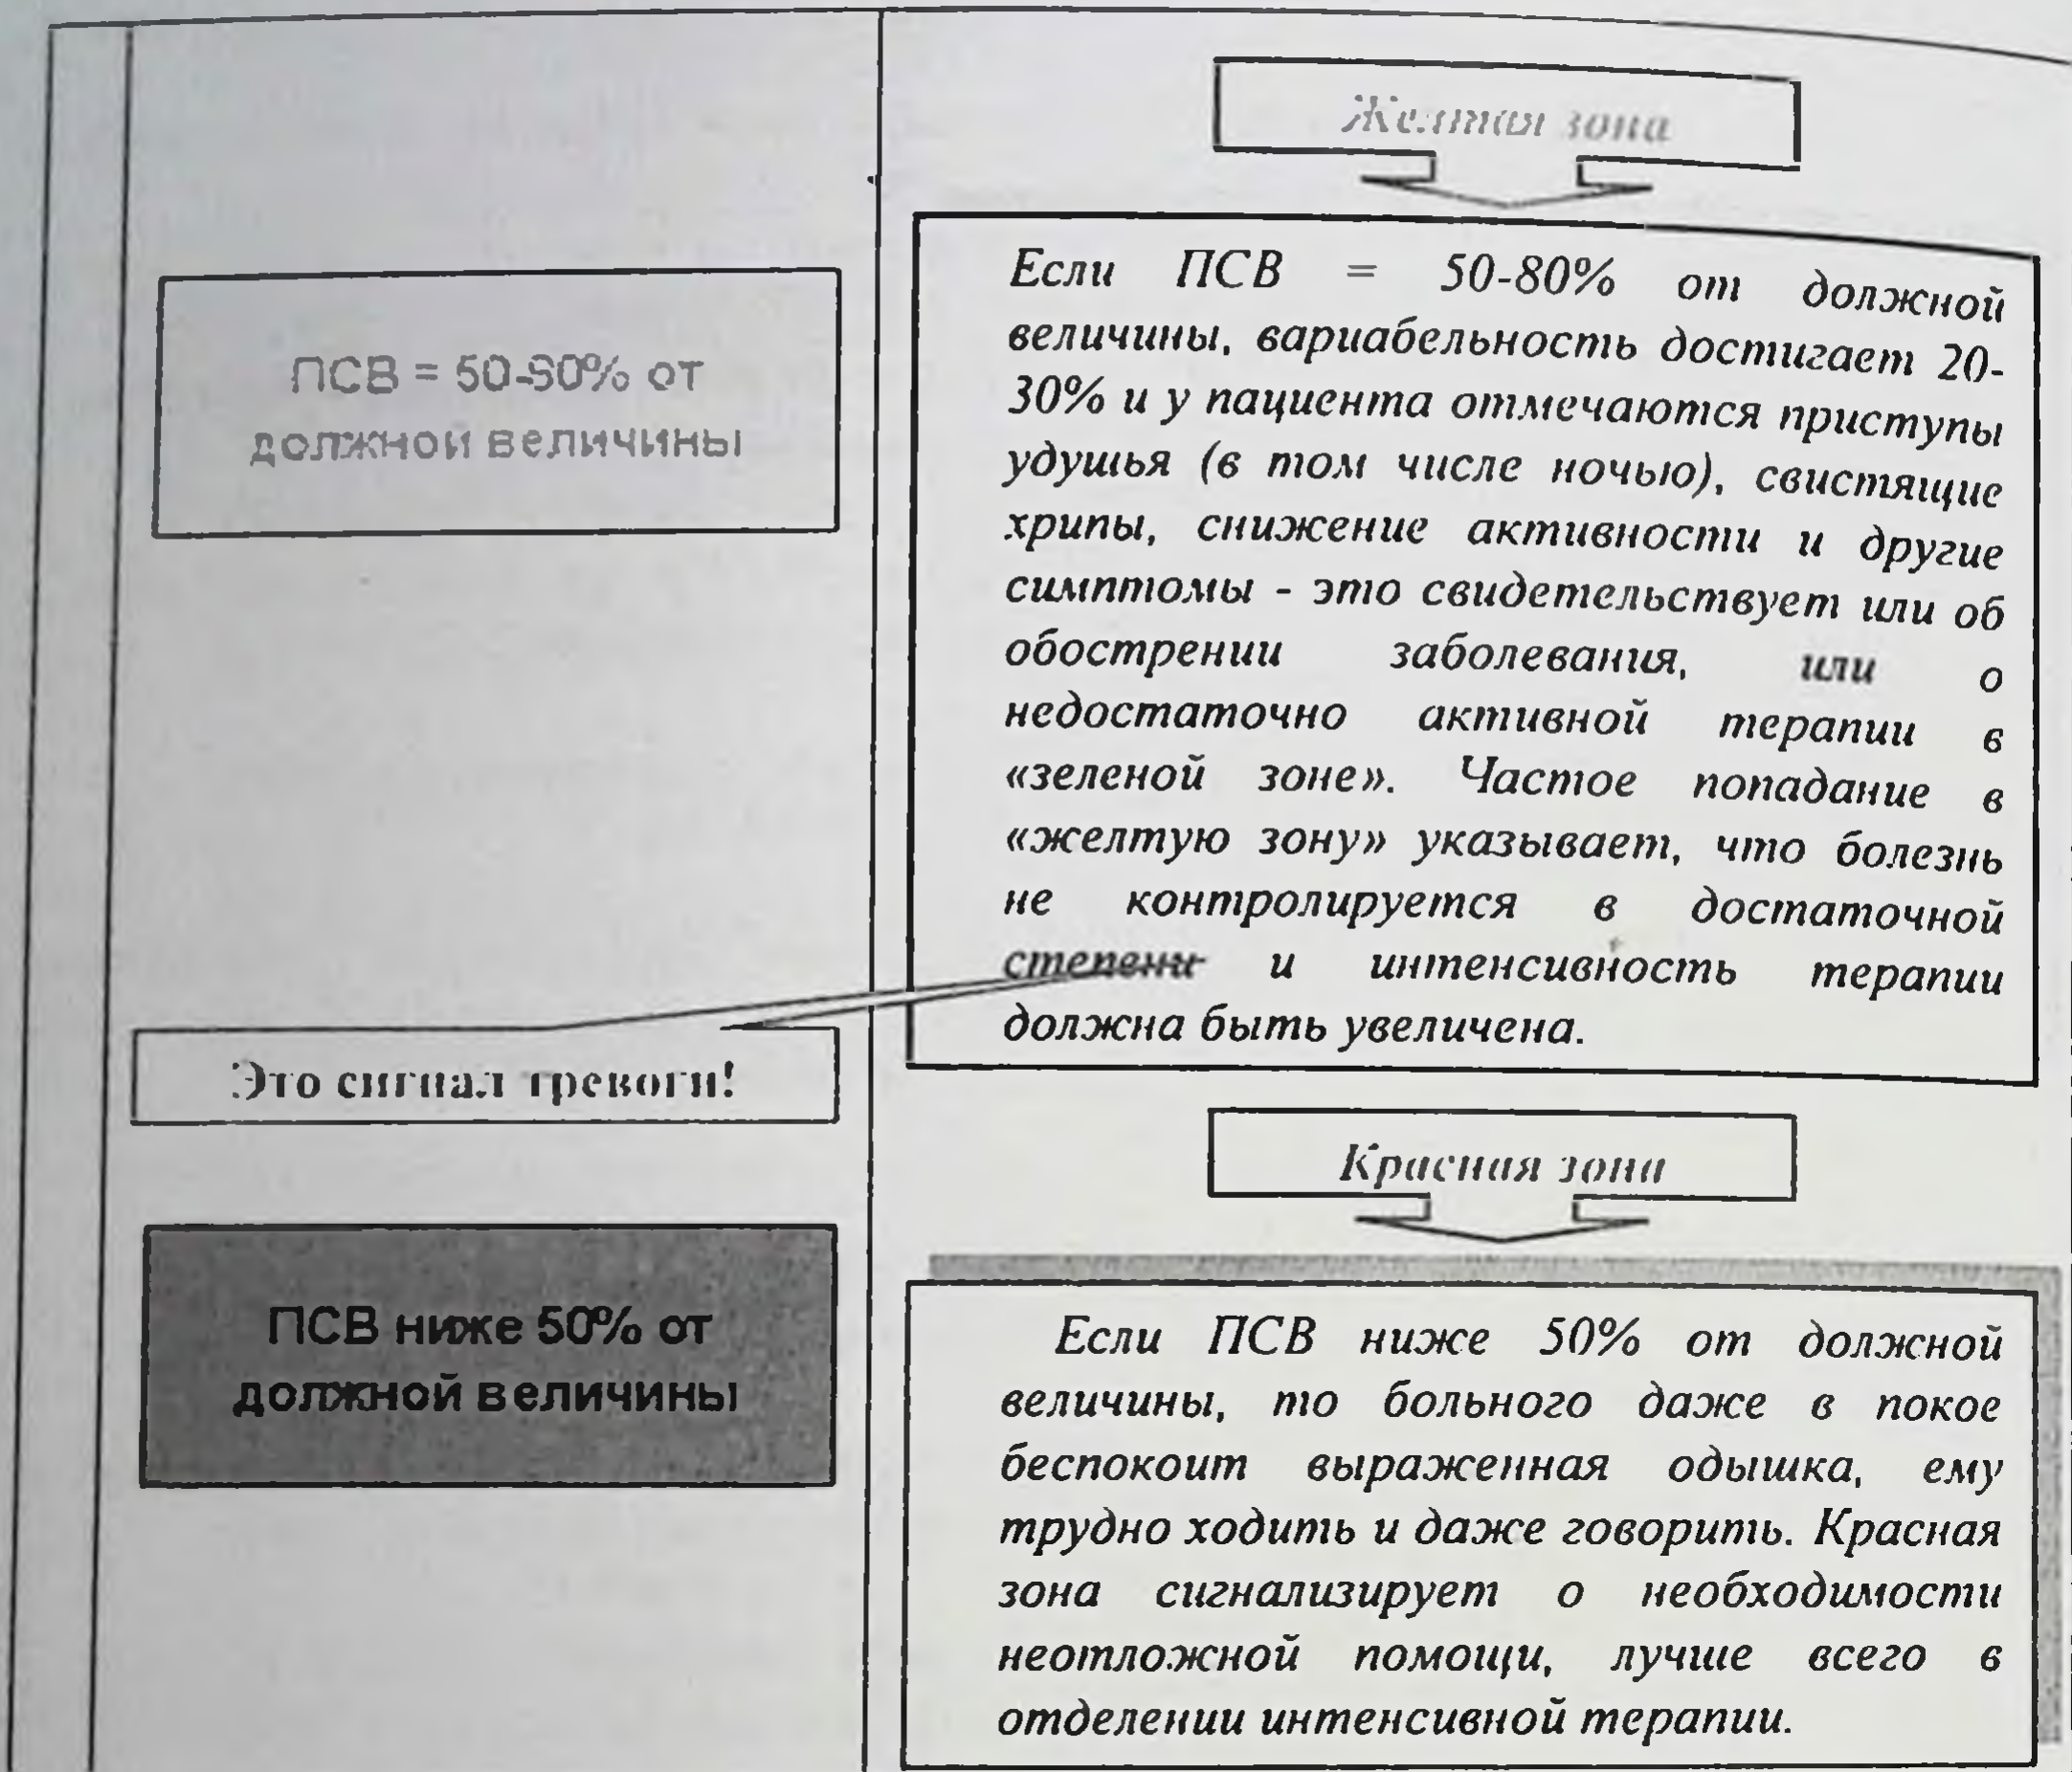 Желтая зона
ПСВ = 50-80% от
должной величины
Если ПСВ = 50-80% от должной
величины, вариабельность достигает 20-
30% и у пациента отмечаются приступы
удушья (в том числе ночью), свистящие
хрипы, снижение активности и другие
симптомы - это свидетельствует или об
обострении заболевания, или о
недостаточно активной терапии в
«зеленой зоне». Частое попадание в
«желтую зону» указывает, что болезнь
не контролируется в достаточной
степени и интенсивность терапии
должна быть увеличена.
Это сигнал тревоги!
Красная зона
ПСВ ниже 50% от
должной величины
Если ПСВ ниже 50% от должной
величины, то больного даже в покое
беспокоит выраженная одышка, ему
трудно ходить и даже говорить. Красная
зона сигнализирует о необходимости
неотложной помощи, лучше всего в
отделении интенсивной терапии.